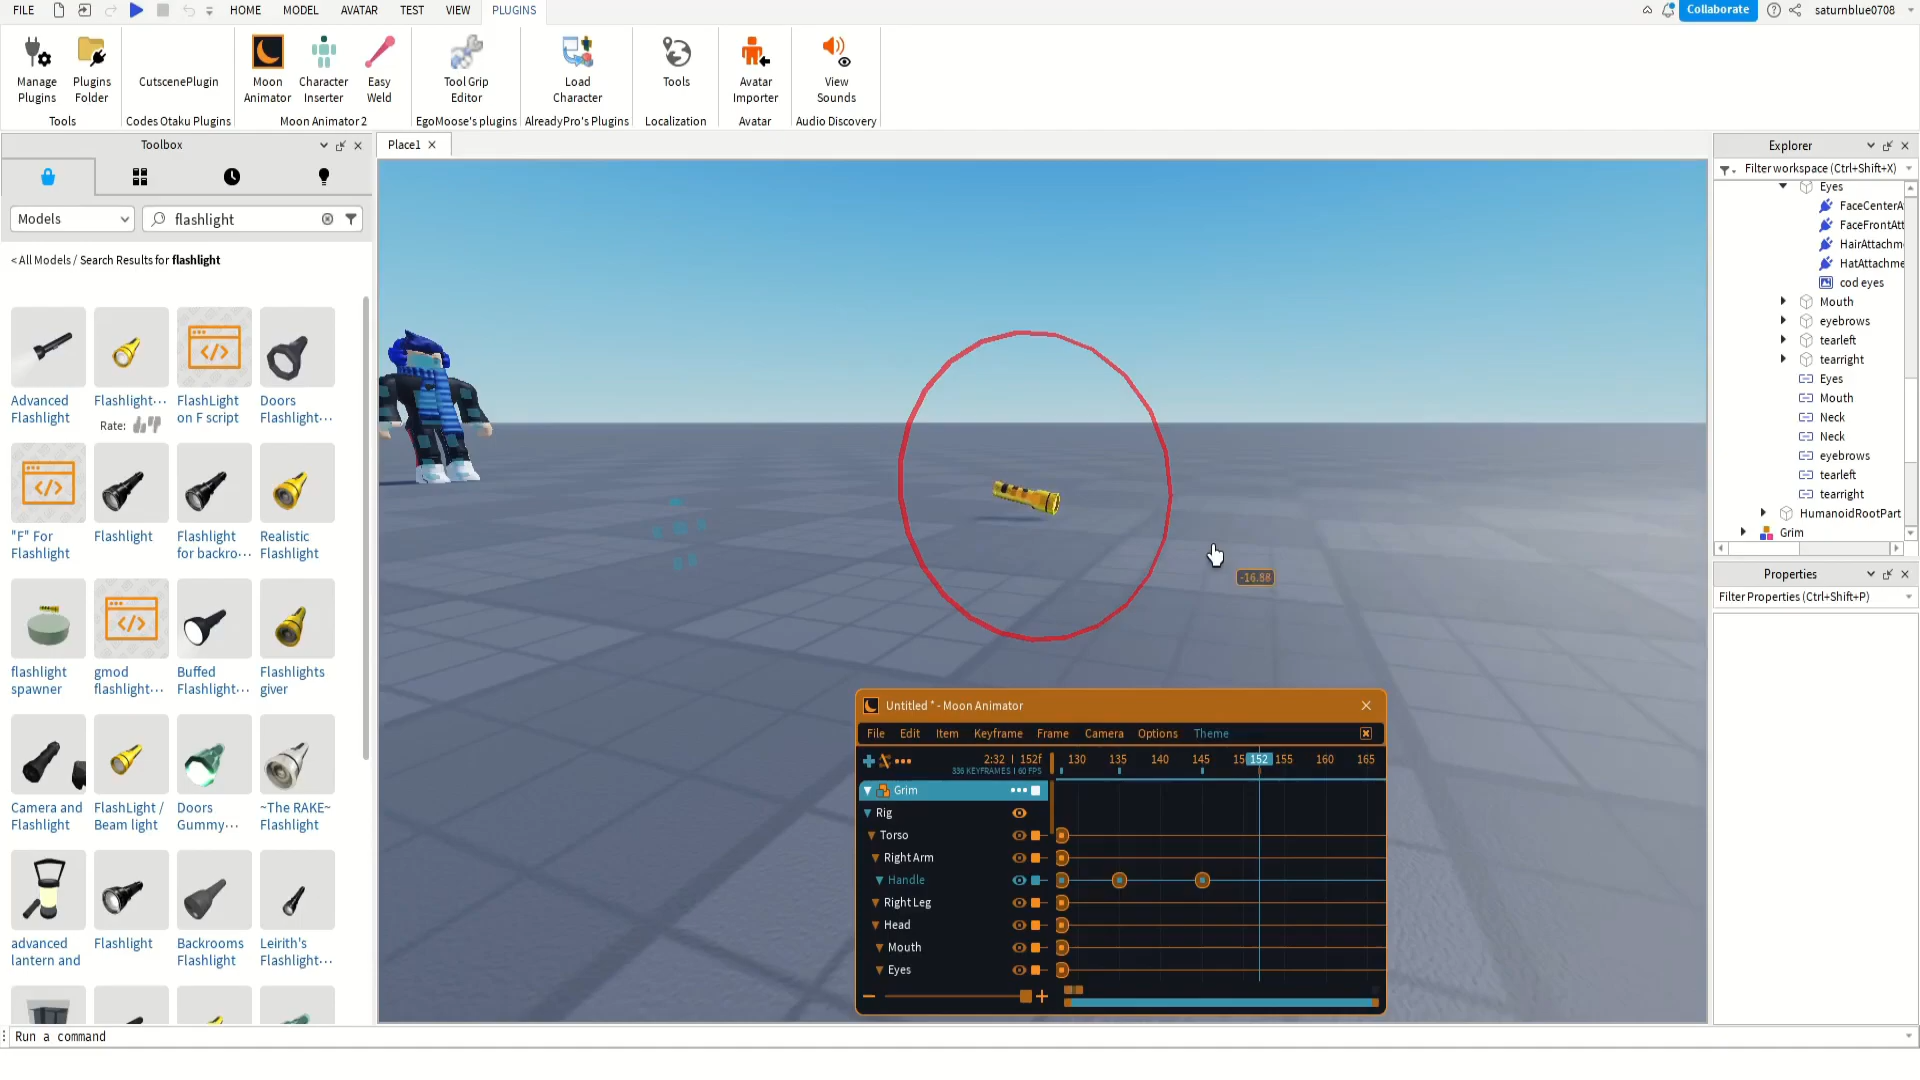 FILE HOME MODEL AVATAR TEST VIEW PLUGINS Collaborate saturnblue0708
Manage Plugins
Plugins Folder
CutscenePlugin
Moon Animator
Character Inserter
Easy Weld
Tool Grip Editor
Load Character
Tools
Avatar Importer
View Sounds
Tools Codes Otaku Plugins Moon Animator 2 EgoMoose's plugins AlreadyPro's Plugins Localization Avatar Audio Discovery
Toolbox
Models flashlight
< All Models / Search Results for flashlight
Advanced Flashlight
Flashlight...
Rate:
FlashLight on F script
Doors Flashlight...
"F" For Flashlight
Flashlight
Flashlight for backro...
Realistic Flashlight
flashlight spawner
gmod flashlight...
Buffed Flashlight...
Flashlights giver
Camera and Flashlight
FlashLight / Beam light
Doors Gummy...
~The RAKE~ Flashlight
advanced lantern and
Flashlight
Backrooms Flashlight
Leirith's Flashlight...
Run a command
Place1
-16.88
Untitled * - Moon Animator
File Edit Item Keyframe Frame Camera Options Theme
2:32 | 152f
336 KEYFRAMES | 60 FPS
130 135 140 145 15 152 155 160 165
Grim
Rig
Torso
Right Arm
Handle
Right Leg
Head
Mouth
Eyes
Explorer
Filter workspace (Ctrl+Shift+X)
Eyes
FaceCenterA
FaceFrontAtt
HairAttachm
HatAttachme
cod eyes
Mouth
eyebrows
tearleft
tearright
Eyes
Mouth
Neck
Neck
eyebrows
tearleft
tearright
HumanoidRootPart
Grim
Properties
Filter Properties (Ctrl+Shift+P)